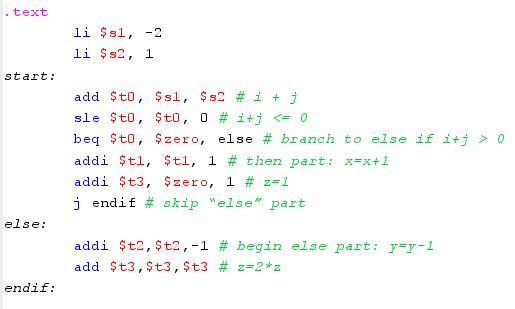 .text
li $s1, -2
li $s2, 1
start:
add $t0, $s1, $s2 # i + j
sle $t0, $t0, 0 # i+j <= 0
beq $t0, $zero, else # branch to else if i+j > 0
addi $t1, $t1, 1 # then part: x=x+1
addi $t3, $zero, 1 # z=1
j endif # skip “else” part
else:
addi $t2,$t2,-1 # begin else part: y=y-1
add $t3,$t3,$t3 # z=2*z
endif: